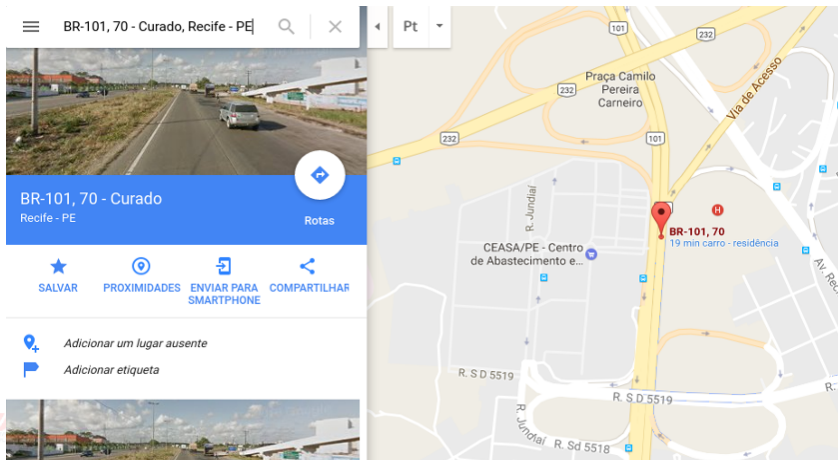 BR-101, 70 - Curado, Recife - PE
Pt
BR-101, 70 - Curado
Recife - PE
Rotas
SALVAR
PROXIMIDADES
ENVIAR PARA
SMARTPHONE
COMPARTILHAR
Adicionar um lugar ausente
Adicionar etiqueta
101
232
Praça Camilo
Pereira
Carneiro
232
Via de Acesso
232
101
R. Jundiaí
H
BR-101, 70
19 min carro - residência
CEASA/PE - Centro
de Abastecimento e...
Av. Rec
R. S D 5519
R. S D 5519
R.
R. Jundiaí
R. Sd 5518